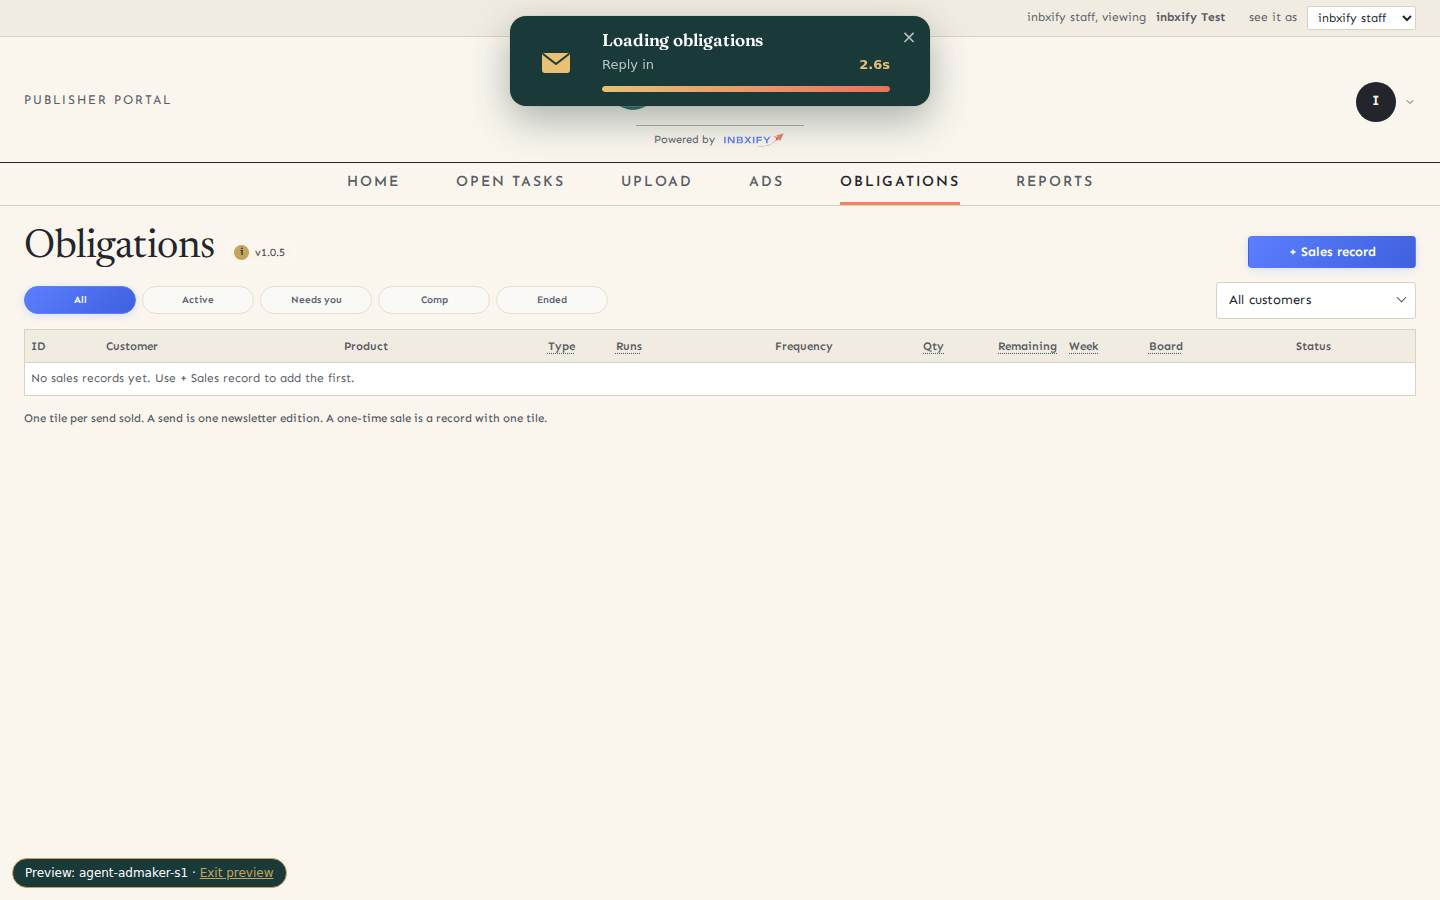 inbxify staff, viewing inbxify Test see it as inbxify staff
Loading obligations
Reply in 2.6s
PUBLISHER PORTAL
I
Powered by INBXIFY
HOME OPEN TASKS UPLOAD ADS OBLIGATIONS REPORTS
Obligations i v1.0.5
+ Sales record
All Active Needs you Comp Ended
All customers
ID Customer Product Type Runs Frequency Qty Remaining Week Board Status
No sales records yet. Use + Sales record to add the first.
One tile per send sold. A send is one newsletter edition. A one-time sale is a record with one tile.
Preview: agent-admaker-s1 · Exit preview